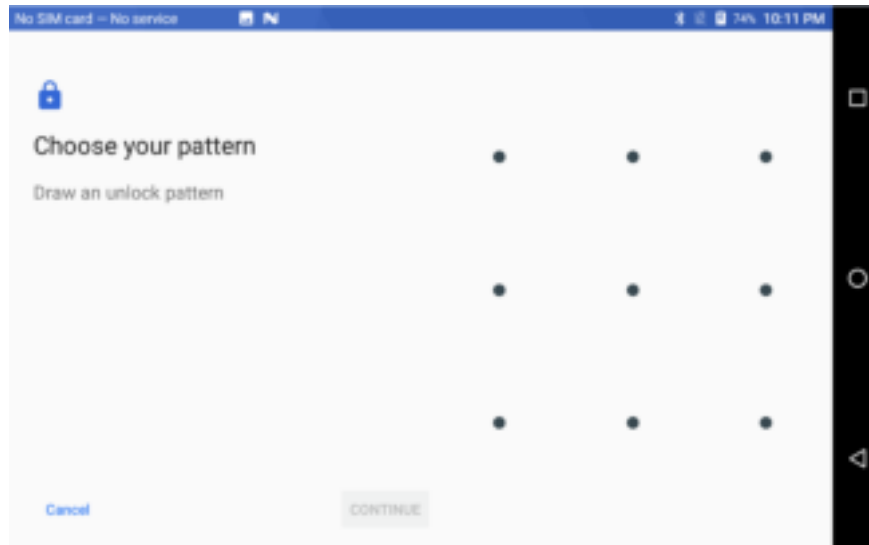 No SIM card — No service N 74% 10:11 PM
Choose your pattern
Draw an unlock pattern
Cancel CONTINUE